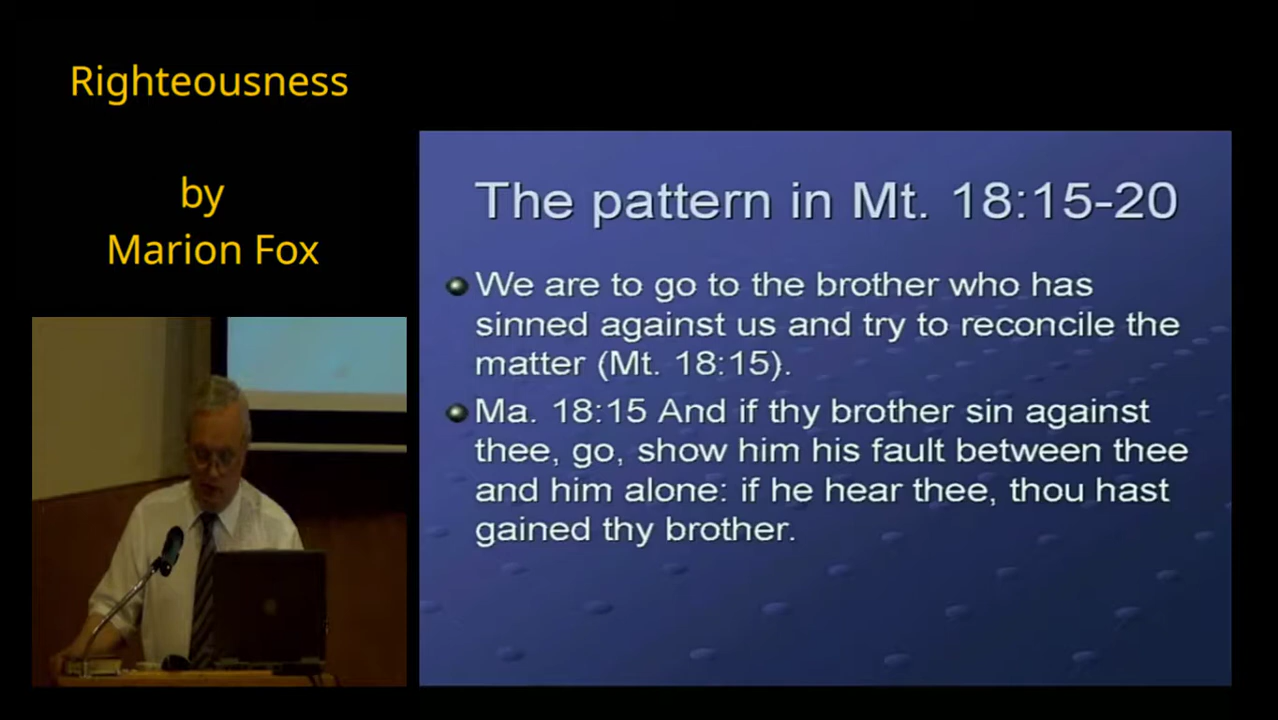 Righteousness
by
Marion Fox
The pattern in Mt. 18:15-20
We are to go to the brother who has
sinned against us and try to reconcile the
matter (Mt. 18:15).
Ma. 18:15 And if thy brother sin against
thee, go, show him his fault between thee
and him alone: if he hear thee, thou hast
gained thy brother.